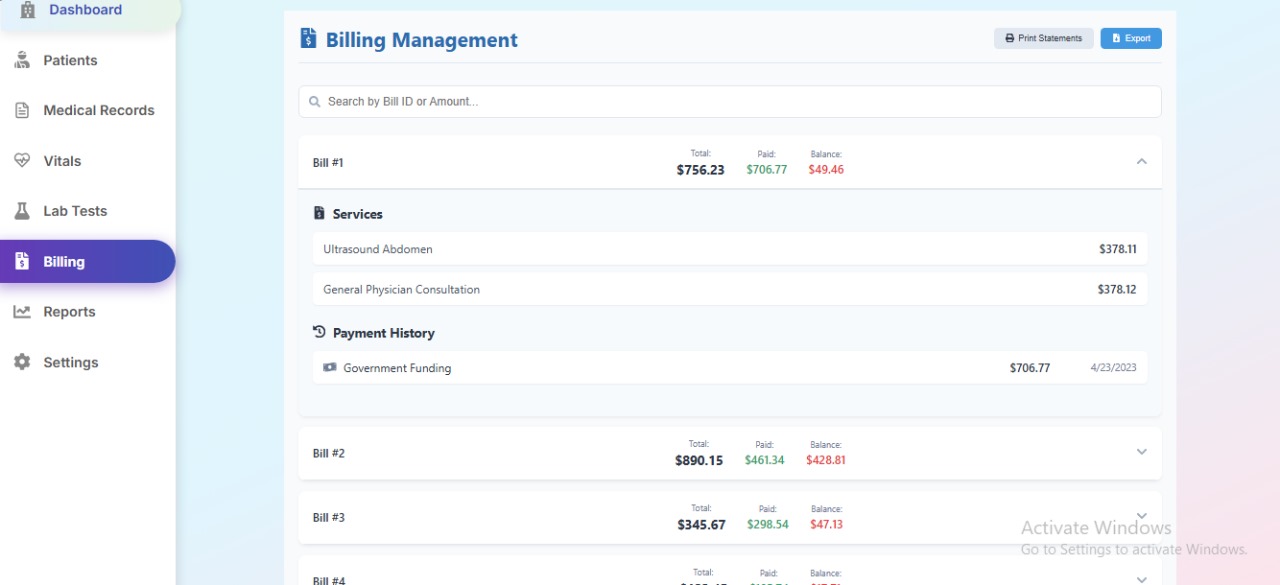 Dashboard
Patients
Medical Records
Vitals
Lab Tests
Billing
Reports
Settings
Billing Management
Print Statements
Export
Search by Bill ID or Amount...
Bill #1
Total: Paid: Balance:
$756.23 $706.77 $49.46
Services
Ultrasound Abdomen $378.11
General Physician Consultation $378.12
Payment History
Government Funding $706.77 4/23/2023
Bill #2
Total: Paid: Balance:
$890.15 $461.34 $428.81
Bill #3
Total: Paid: Balance:
$345.67 $298.54 $47.13
Bill #4
Total: Paid: Balance:
Activate Windows
Go to Settings to activate Windows.